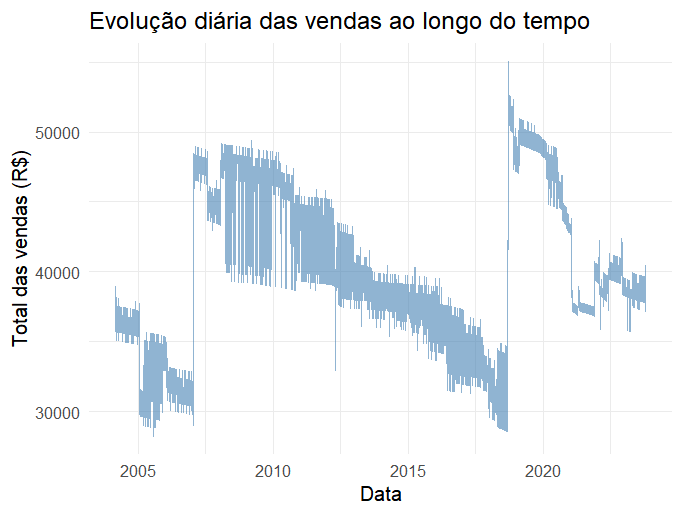 Evolução diária das vendas ao longo do tempo
Total das vendas (R$)
50000
40000
30000
2005
2010
2015
2020
Data